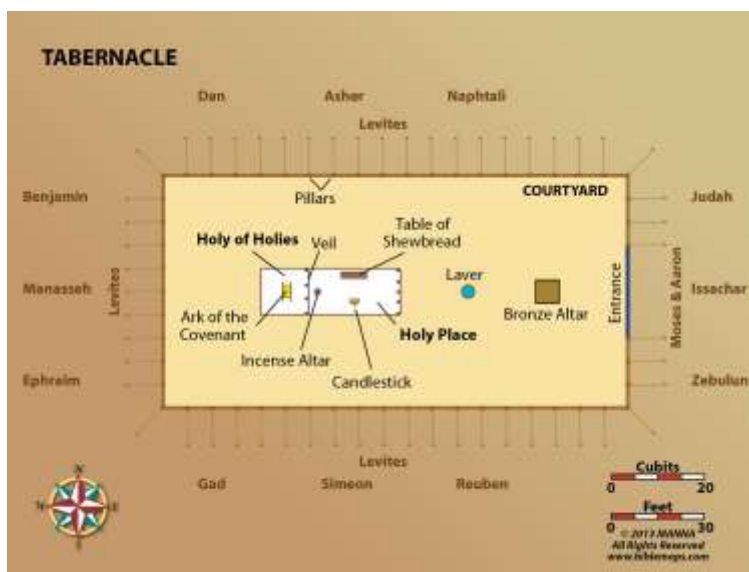 TABERNACLE
Dan Asher Naphtali
Levites
Benjamin
Pillars
COURTYARD
Judah
Holy of Holies
Veil
Table of
Shewbread
Manasseh
Levites
Laver
Bronze Altar
Entrance
Moses & Aaron
Issachar
Ark of the
Covenant
Incense Altar
Holy Place
Candlestick
Ephraim
Zebulun
Levites
Gad Simeon Reuben
N
W E
S
Cubits
0 20
Feet
0 30
© 2013 MANNA
All Rights Reserved
www.biblemaps.com